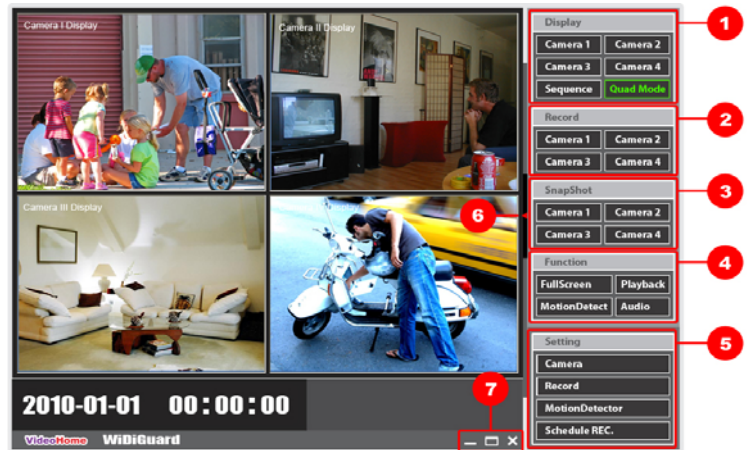 Camera I Display
Camera II Display
Camera III Display
2010-01-01 00:00:00
VideoHome WiDiGuard
Display
Camera 1 Camera 2
Camera 3 Camera 4
Sequence Quad Mode
Record
Camera 1 Camera 2
Camera 3 Camera 4
SnapShot
Camera 1 Camera 2
Camera 3 Camera 4
Function
FullScreen Playback
MotionDetect Audio
Setting
Camera
Record
MotionDetector
Schedule REC.
1
2
3
4
5
6
7